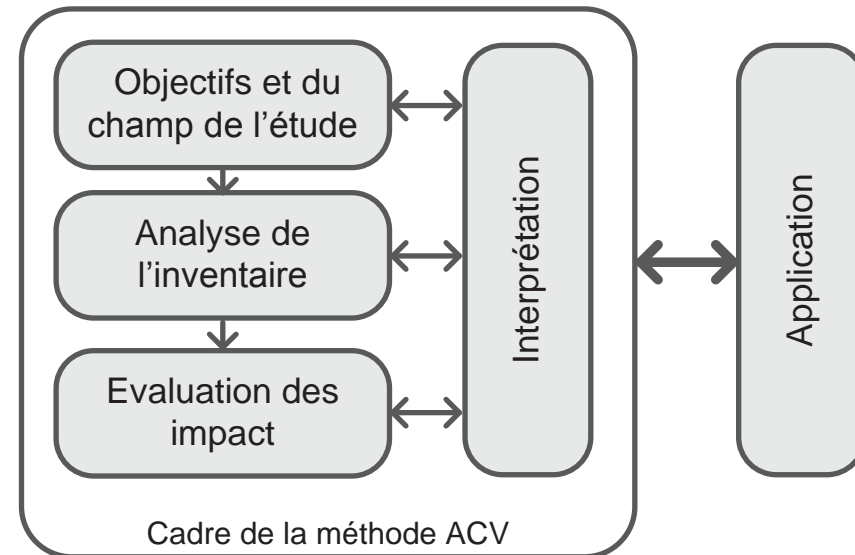 Objectifs et du
champ de l’étude
Analyse de
l’inventaire
Evaluation des
impact
Interprétation
Application
Cadre de la méthode ACV